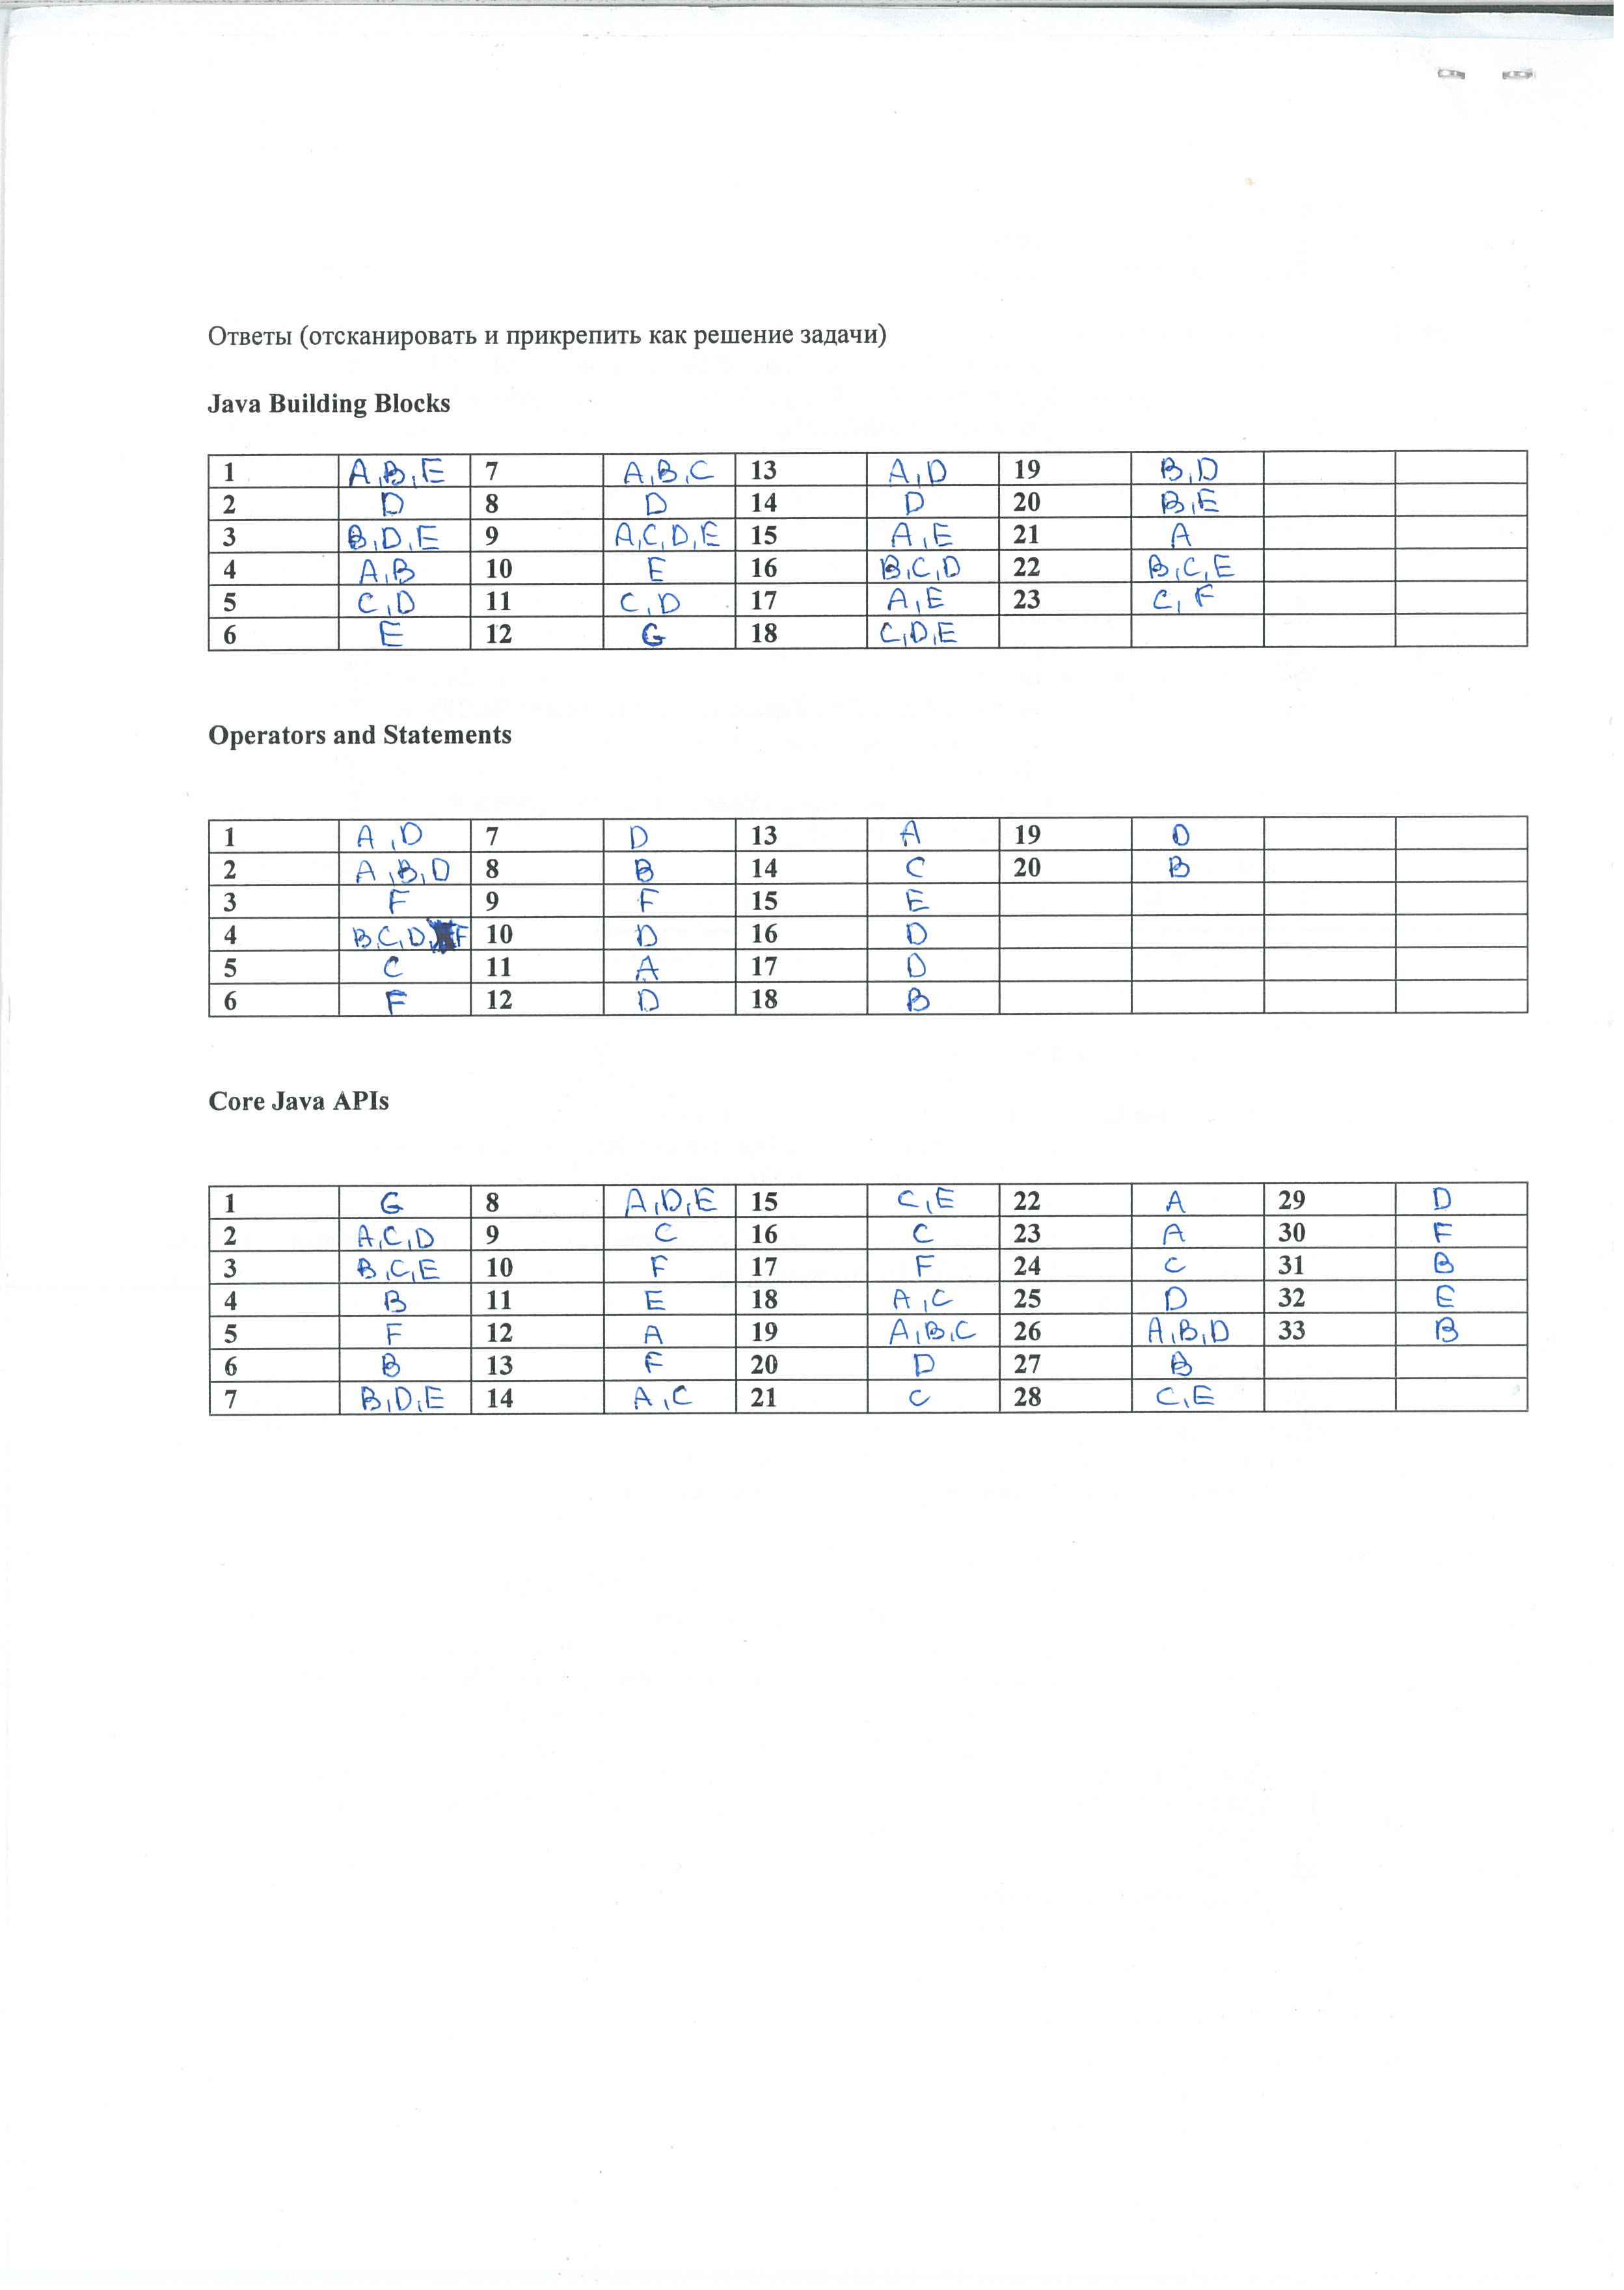 Ответы (отсканировать и прикрепить как решение задачи)
Java Building Blocks
1 A,B,E 7 A,B,C 13 A,D 19 B,D
2 D 8 D 14 D 20 B,E
3 B,D,E 9 A,C,D,E 15 A,E 21 A
4 A,B 10 E 16 B,C,D 22 B,C,E
5 C,D 11 C,D 17 A,E 23 C,F
6 E 12 G 18 C,D,E
Operators and Statements
1 A,D 7 D 13 A 19 D
2 A,B,D 8 B 14 C 20 B
3 F 9 F 15 E
4 B,C,D, F 10 D 16 D
5 C 11 A 17 D
6 F 12 D 18 B
Core Java APIs
1 G 8 A,D,E 15 C,E 22 A 29 D
2 A,C,D 9 C 16 C 23 A 30 F
3 B,C,E 10 F 17 F 24 C 31 B
4 B 11 E 18 A,C 25 D 32 E
5 F 12 A 19 A,B,C 26 A,B,D 33 B
6 B 13 F 20 D 27 B
7 B,D,E 14 A,C 21 C 28 C,E